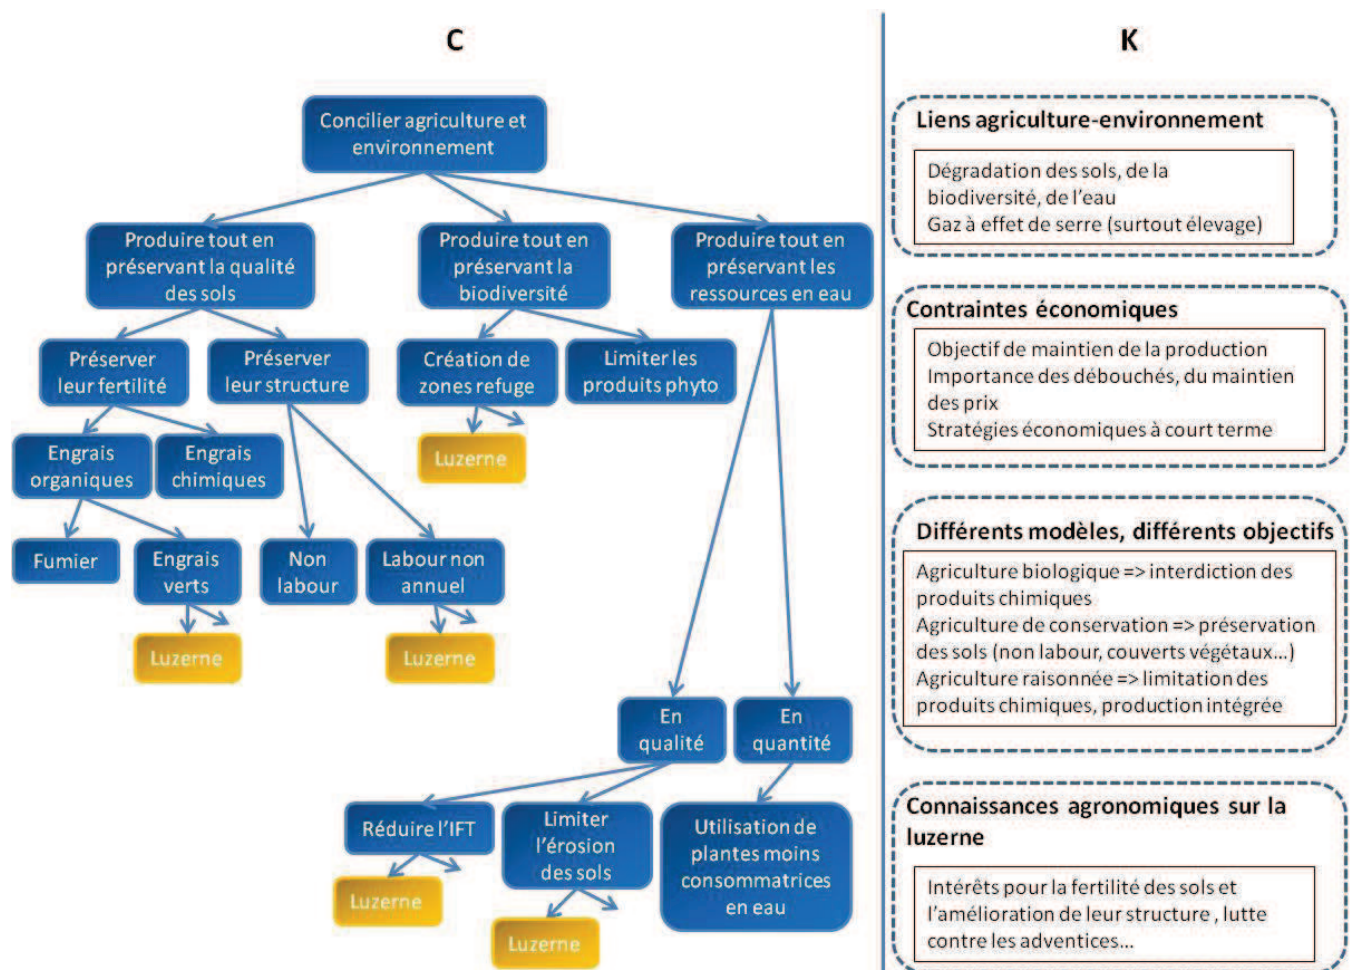 C
Concilier agriculture et
environnement
Produire tout en
préservant la qualité
des sols
Produire tout en
préservant la
biodiversité
Produire tout en
préservant les
ressources en eau
Préserver
leur fertilité
Préserver
leur structure
Création de
zones refuge
Limiter les
produits phyto
Luzerne
Engrais
organiques
Engrais
chimiques
Fumier
Engrais
verts
Non
labour
Labour non
annuel
Luzerne
Luzerne
En
qualité
En
quantité
Réduire l’IFT
Limiter
l’érosion
des sols
Utilisation de
plantes moins
consommatrices
en eau
Luzerne
Luzerne
K
Liens agriculture-environnement
Dégradation des sols, de la
biodiversité, de l’eau
Gaz à effet de serre (surtout élevage)
Contraintes économiques
Objectif de maintien de la production
Importance des débouchés, du maintien
des prix
Stratégies économiques à court terme
Différents modèles, différents objectifs
Agriculture biologique => interdiction des
produits chimiques
Agriculture de conservation => préservation
des sols (non labour, couverts végétaux…)
Agriculture raisonnée => limitation des
produits chimiques, production intégrée
Connaissances agronomiques sur la
luzerne
Intérêts pour la fertilité des sols et
l’amélioration de leur structure , lutte
contre les adventices…